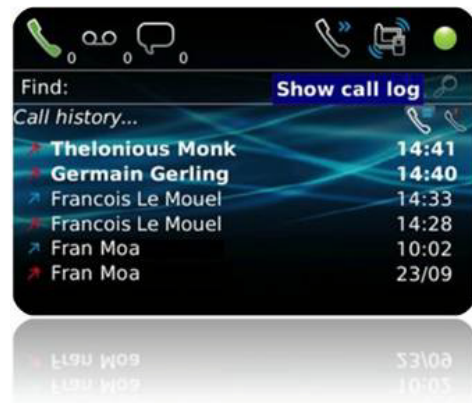 0 0 0
Find: Show call log
Call history...
Thelonious Monk 14:41
Germain Gerling 14:40
Francois Le Mouel 14:33
Francois Le Mouel 14:28
Fran Moa 10:02
Fran Moa 23/09